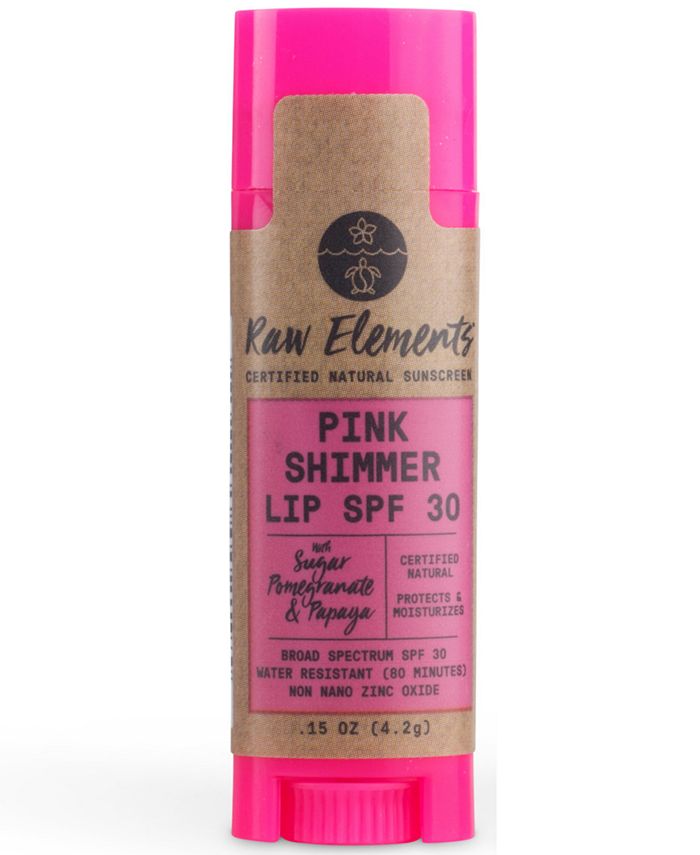 Raw Elements
CERTIFIED NATURAL SUNSCREEN
PINK
SHIMMER
LIP SPF 30
With
Sugar
Pomegranate
& Papaya
CERTIFIED
NATURAL
PROTECTS &
MOISTURIZES
BROAD SPECTRUM SPF 30
WATER RESISTANT (80 MINUTES)
NON NANO ZINC OXIDE
.15 OZ (4.2g)